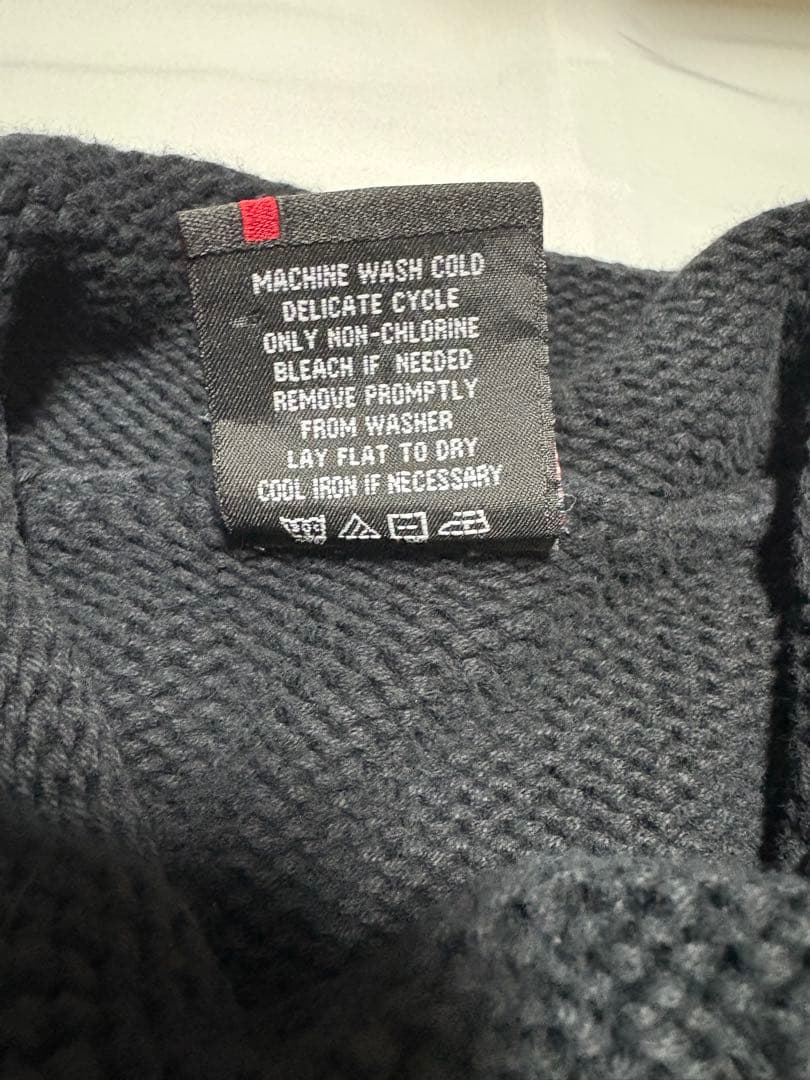 MACHINE WASH COLD
DELICATE CYCLE
ONLY NON-CHLORINE
BLEACH IF NEEDED
REMOVE PROMPTLY
FROM WASHER
LAY FLAT TO DRY
COOL IRON IF NECESSARY